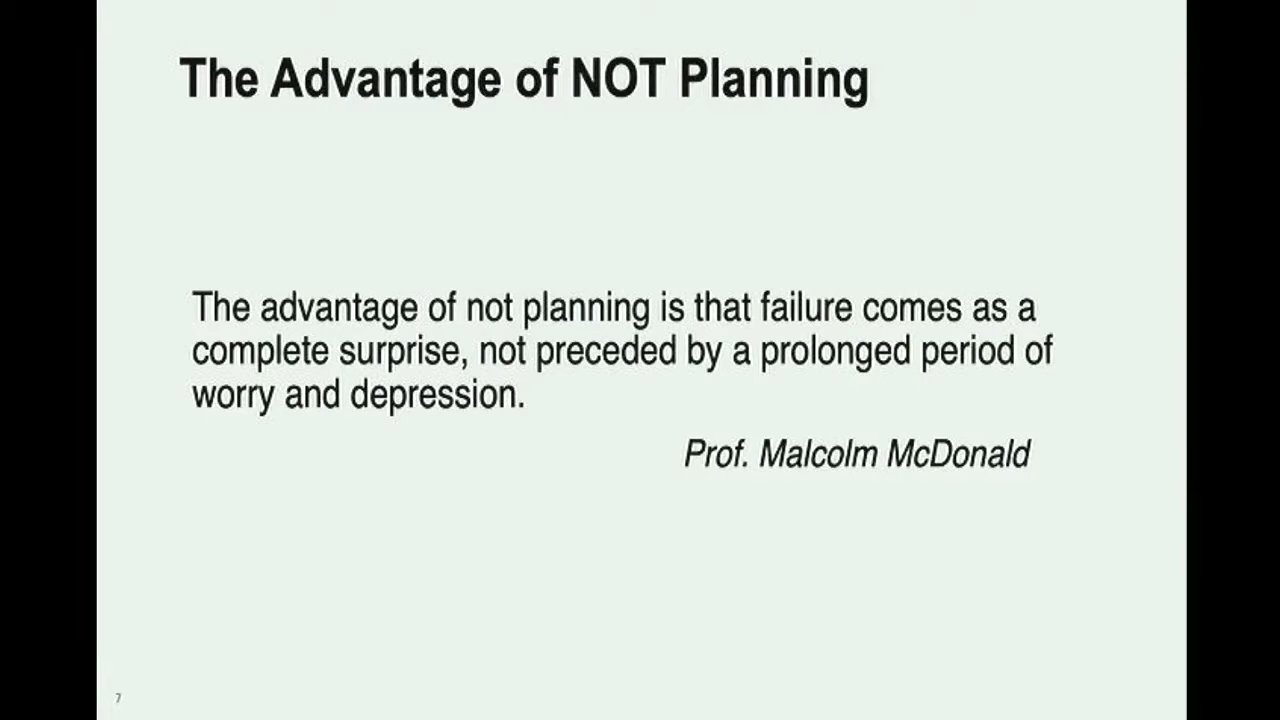 The Advantage of NOT Planning
The advantage of not planning is that failure comes as a
complete surprise, not preceded by a prolonged period of
worry and depression.
Prof. Malcolm McDonald
7